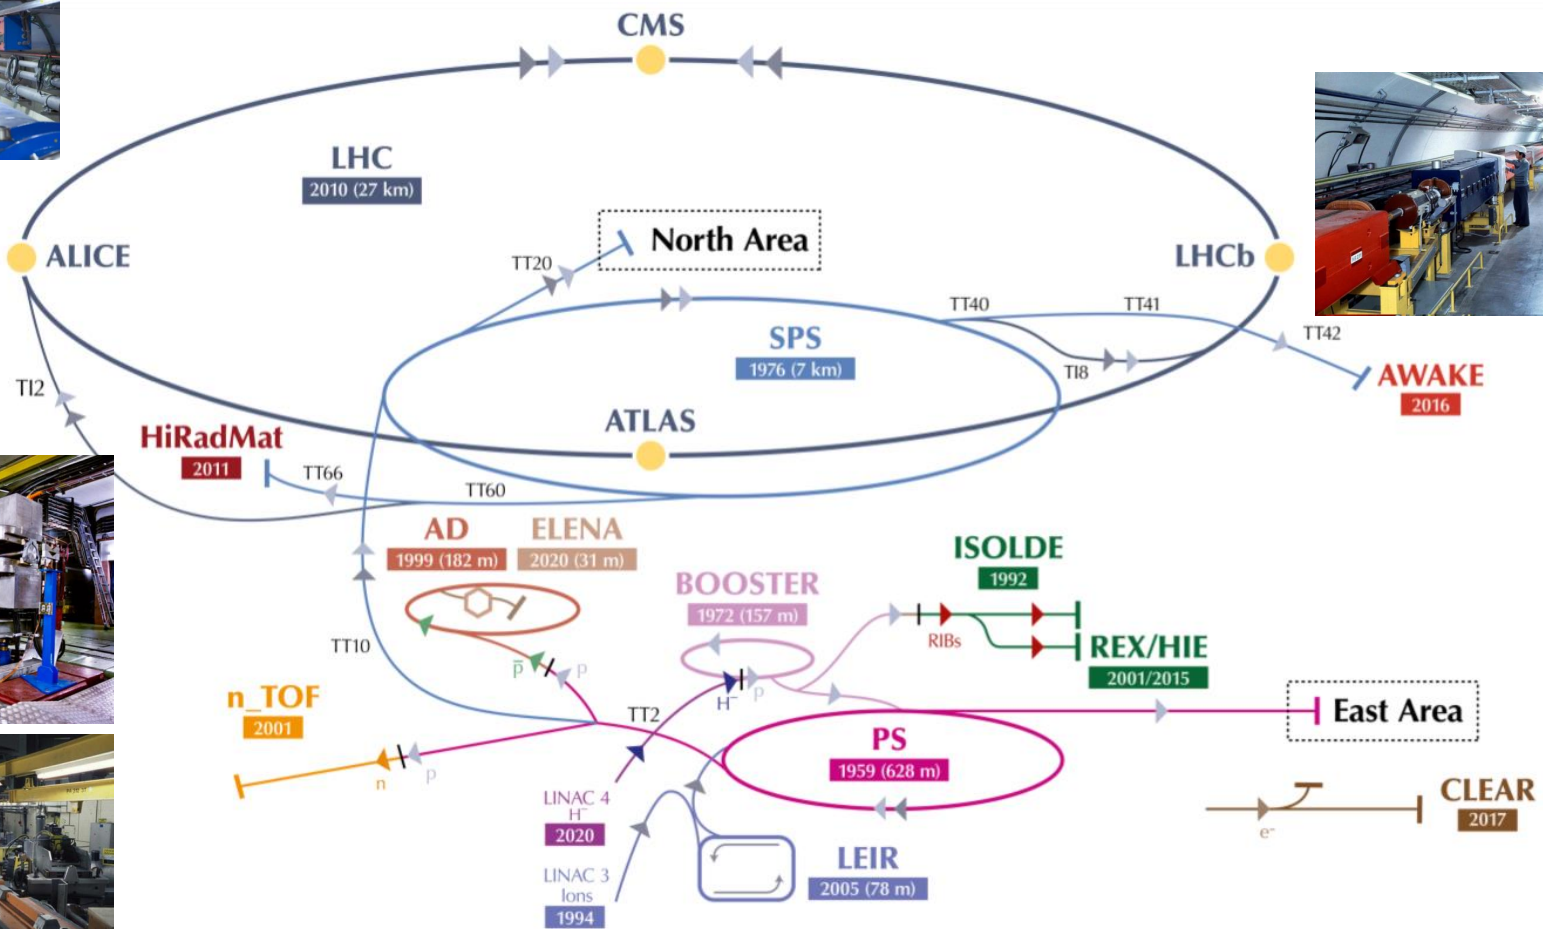 CMS
LHC
2010 (27 km)
ALICE
TT20
North Area
LHCb
SPS
1976 (7 km)
TT40
TT41
TT42
TI8
AWAKE
2016
TI2
ATLAS
HiRadMat
2011
TT66
TT60
AD
1999 (182 m)
ELENA
2020 (31 m)
ISOLDE
1992
BOOSTER
1972 (157 m)
RIBs
REX/HIE
2001/2015
TT10
p̅
p
H⁻
p
n_TOF
2001
TT2
East Area
PS
1959 (628 m)
n
p
LINAC 4
H⁻
2020
CLEAR
2017
e⁻
LEIR
2005 (78 m)
LINAC 3
Ions
1994